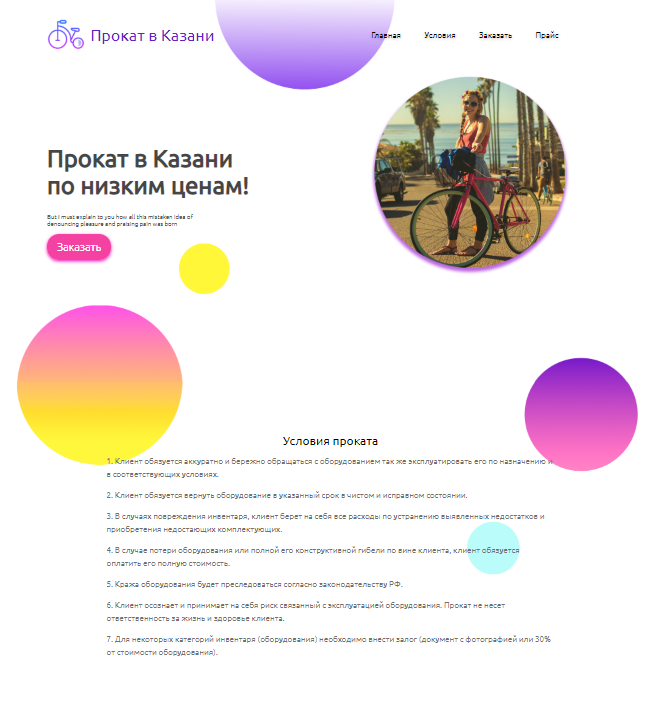 Прокат в Казани
Главная Условия Заказать Прайс
Прокат в Казани
по низким ценам!
But I must explain to you how all this mistaken idea of
denouncing pleasure and praising pain was born
Заказать
Условия проката
1. Клиент обязуется аккуратно и бережно обращаться с оборудованием так же эксплуатировать его по назначению и
в соответствующих условиях.
2. Клиент обязуется вернуть оборудование в указанный срок в чистом и исправном состоянии.
3. В случаях повреждения инвентаря, клиент берет на себя все расходы по устранению выявленных недостатков и
приобретения недостающих комплектующих.
4. В случае потери оборудования или полной его конструктивной гибели по вине клиента, клиент обязуется
оплатить его полную стоимость.
5. Кража оборудования будет преследоваться согласно законодательству РФ.
6. Клиент осознает и принимает на себя риск связанный с эксплуатацией оборудования. Прокат не несет
ответственность за жизнь и здоровье клиента.
7. Для некоторых категорий инвентаря (оборудования) необходимо внести залог (документ с фотографией или 30%
от стоимости оборудования).